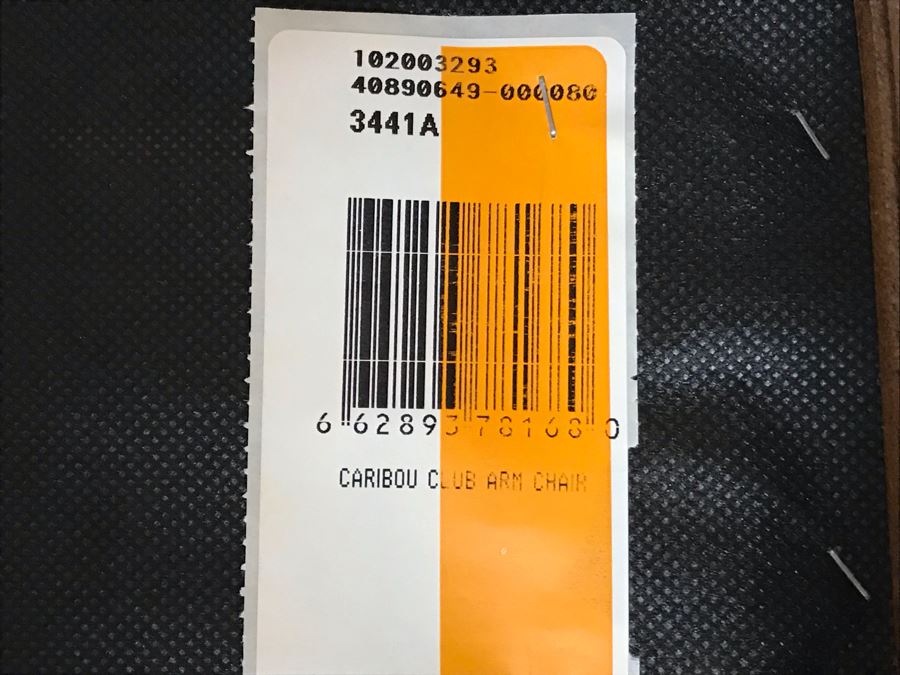 102003293
40890649-000080
3441A
6 62893 78168 0
CARIBOU CLUB ARM CHAIR